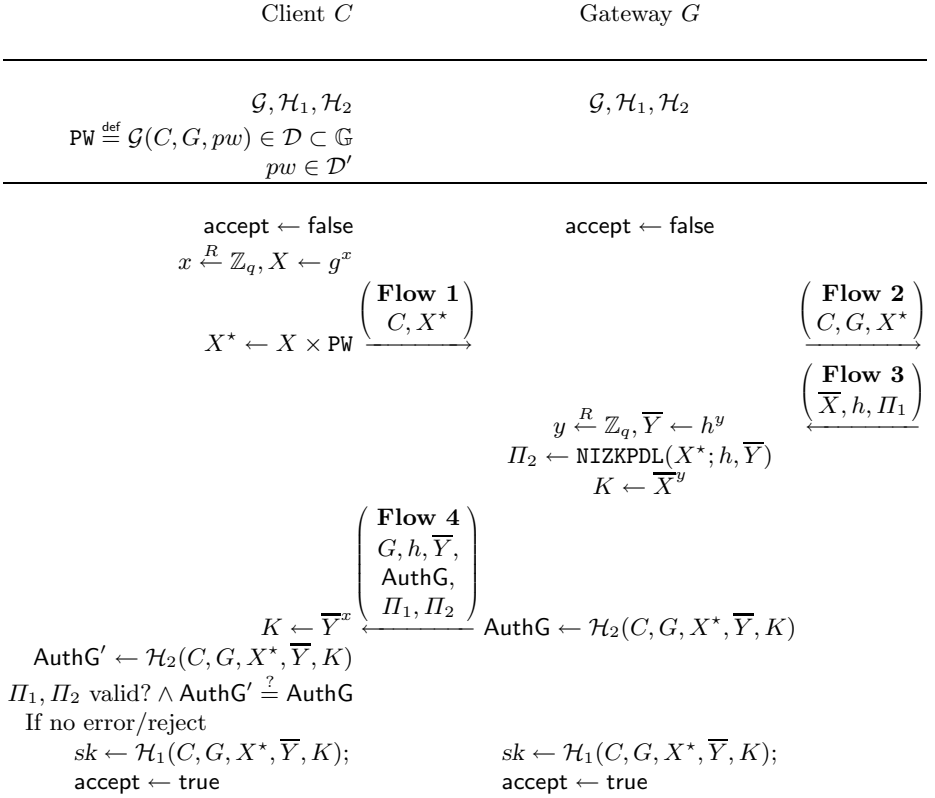 Client C Gateway G
𝒢, ℋ₁, ℋ₂ 𝒢, ℋ₁, ℋ₂
PW ≝ 𝒢(C, G, pw) ∈ 𝒟 ⊂ 𝔾
pw ∈ 𝒟′
accept ← false accept ← false
x ←ᴿ ℤ_q, X ← g^x
X⋆ ← X × PW
(Flow 1
C, X⋆)
(Flow 2
C, G, X⋆)
(Flow 3
X̅, h, Π₁)
y ←ᴿ ℤ_q, Y̅ ← h^y
Π₂ ← NIZKPDL(X⋆; h, Y̅)
K ← X̅^y
(Flow 4
G, h, Y̅,
AuthG,
Π₁, Π₂)
K ← Y̅^x AuthG ← ℋ₂(C, G, X⋆, Y̅, K)
AuthG′ ← ℋ₂(C, G, X⋆, Y̅, K)
Π₁, Π₂ valid? ∧ AuthG′ ≟ AuthG
If no error/reject
sk ← ℋ₁(C, G, X⋆, Y̅, K); sk ← ℋ₁(C, G, X⋆, Y̅, K);
accept ← true accept ← true